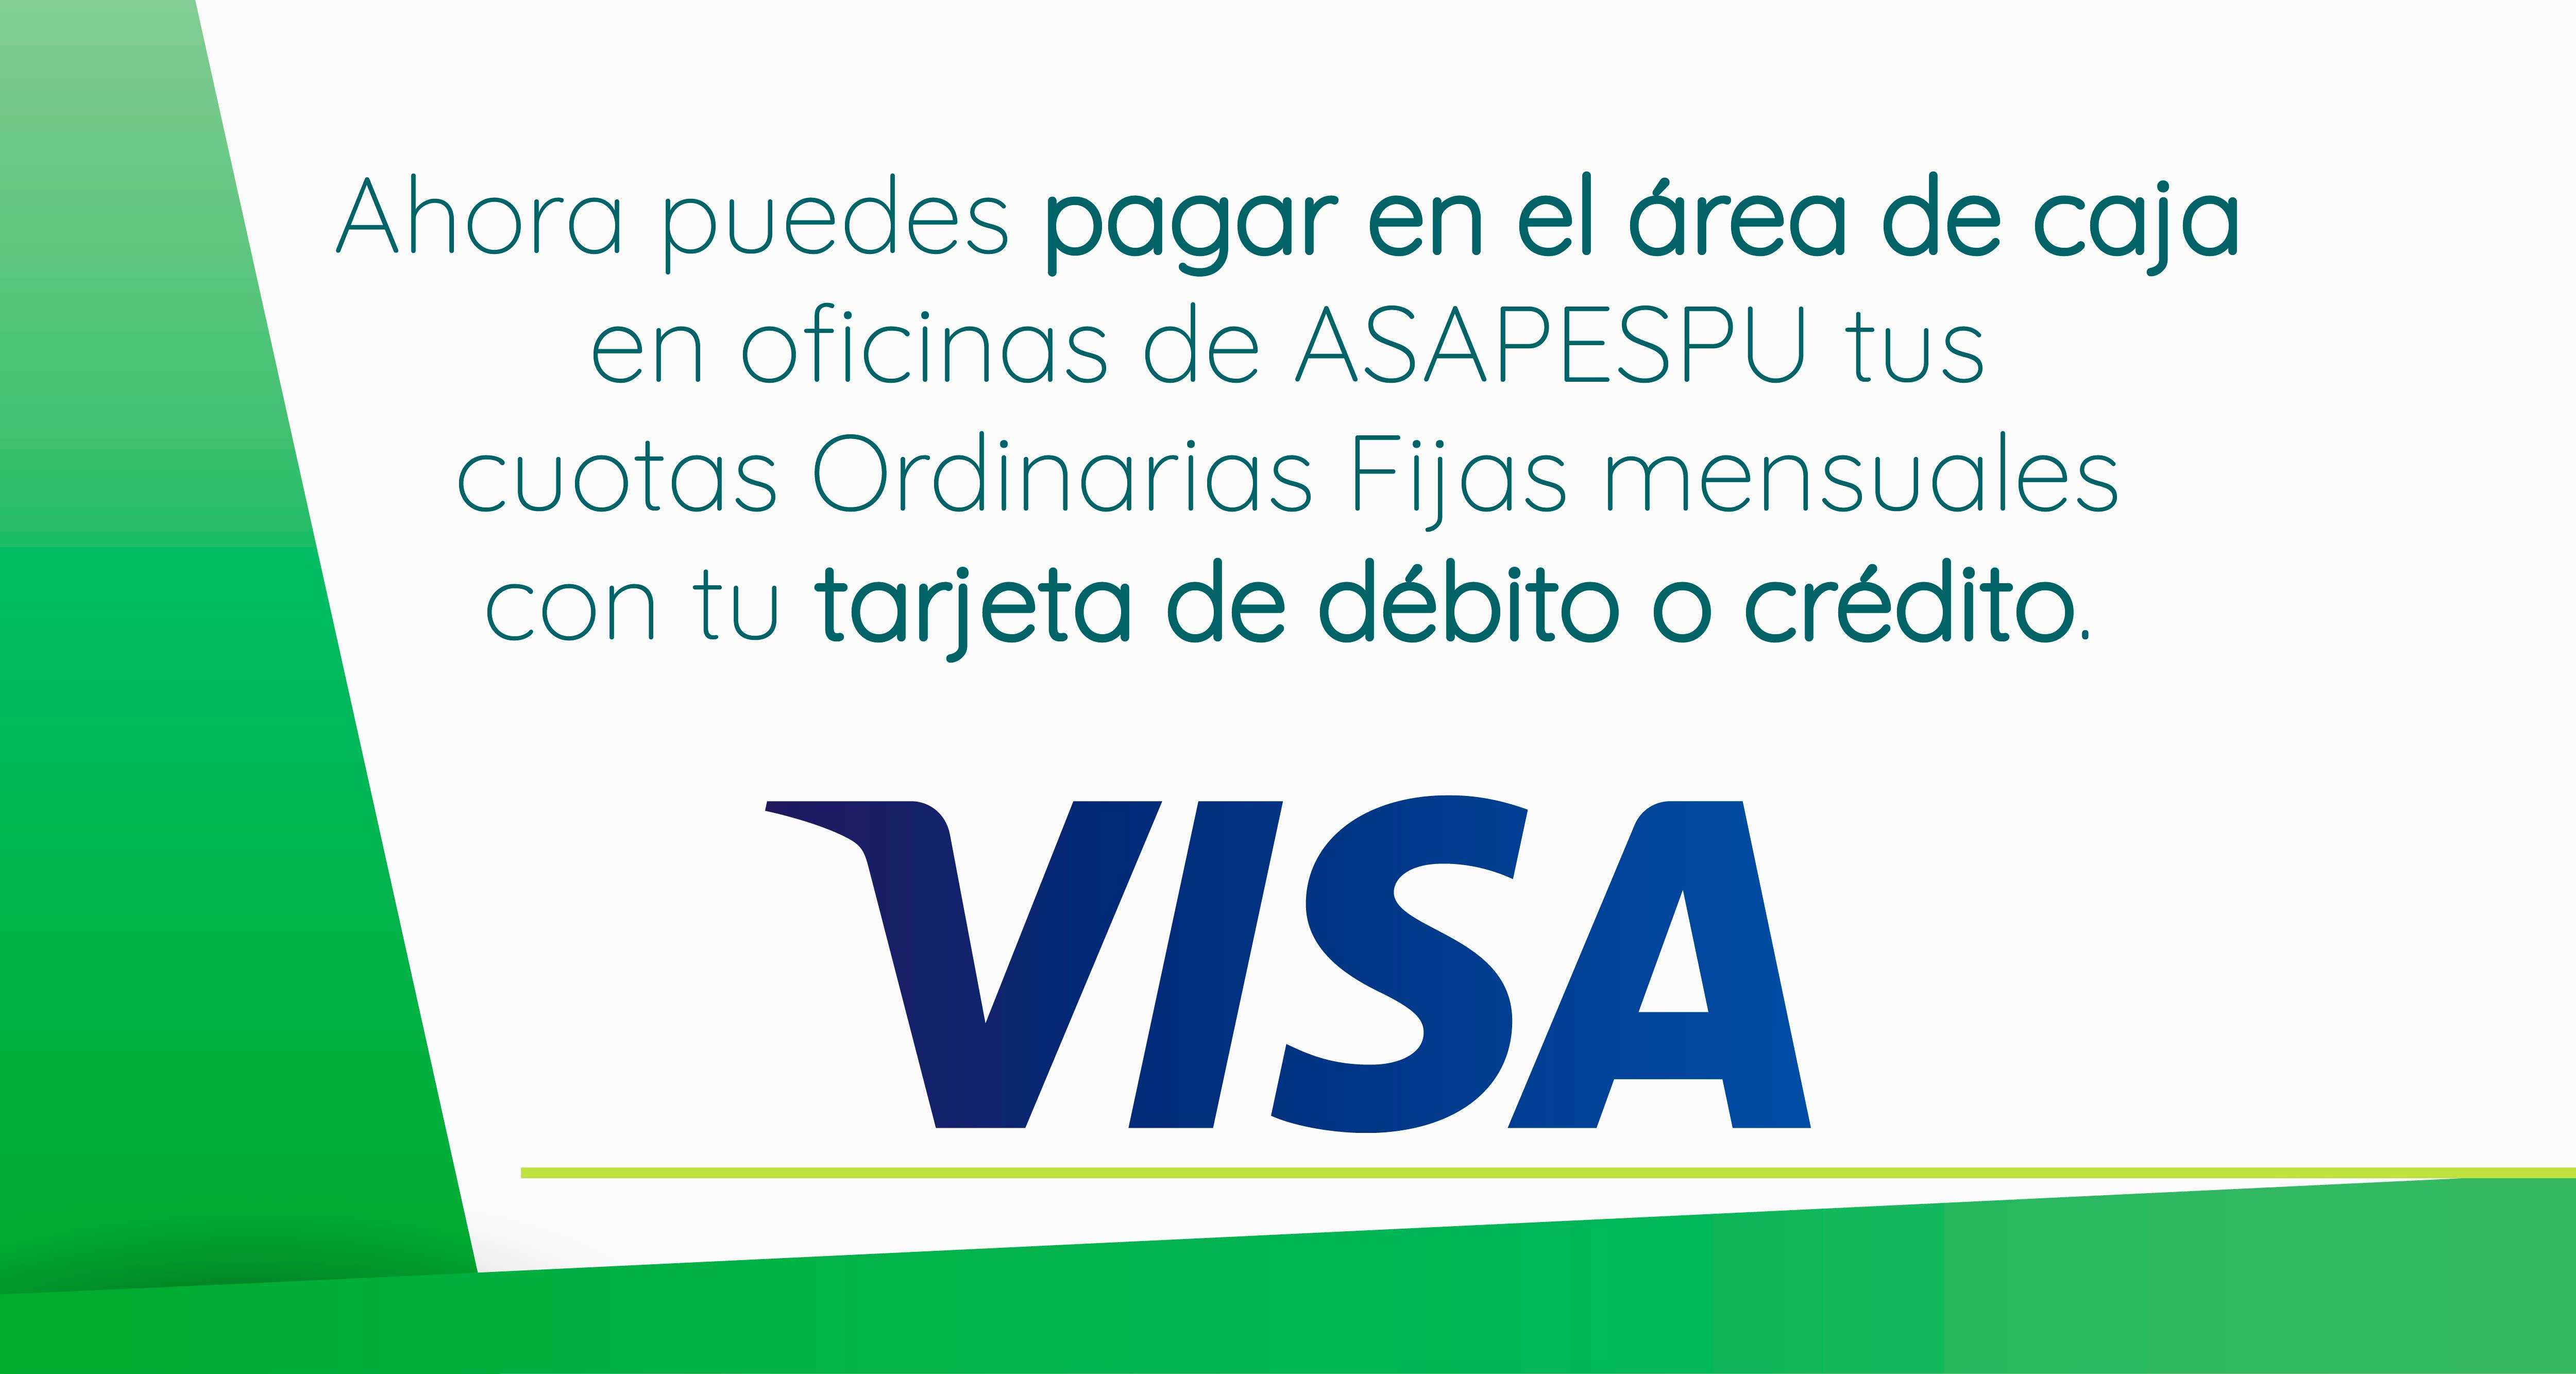 Ahora puedes pagar en el área de caja
en oficinas de ASAPESPU tus
cuotas Ordinarias Fijas mensuales
con tu tarjeta de débito o crédito.
VISA